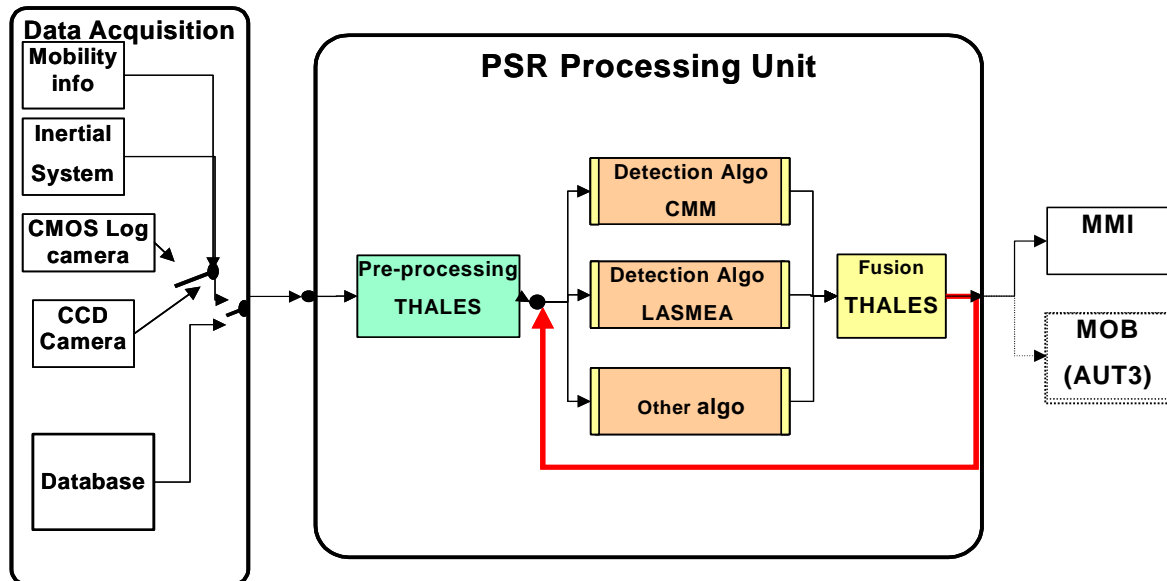 Data Acquisition
Mobility
info
Inertial
System
CMOS Log
camera
CCD
Camera
Database
PSR Processing Unit
Pre-processing
THALES
Detection Algo
CMM
Detection Algo
LASMEA
Other algo
Fusion
THALES
MMI
MOB
(AUT3)